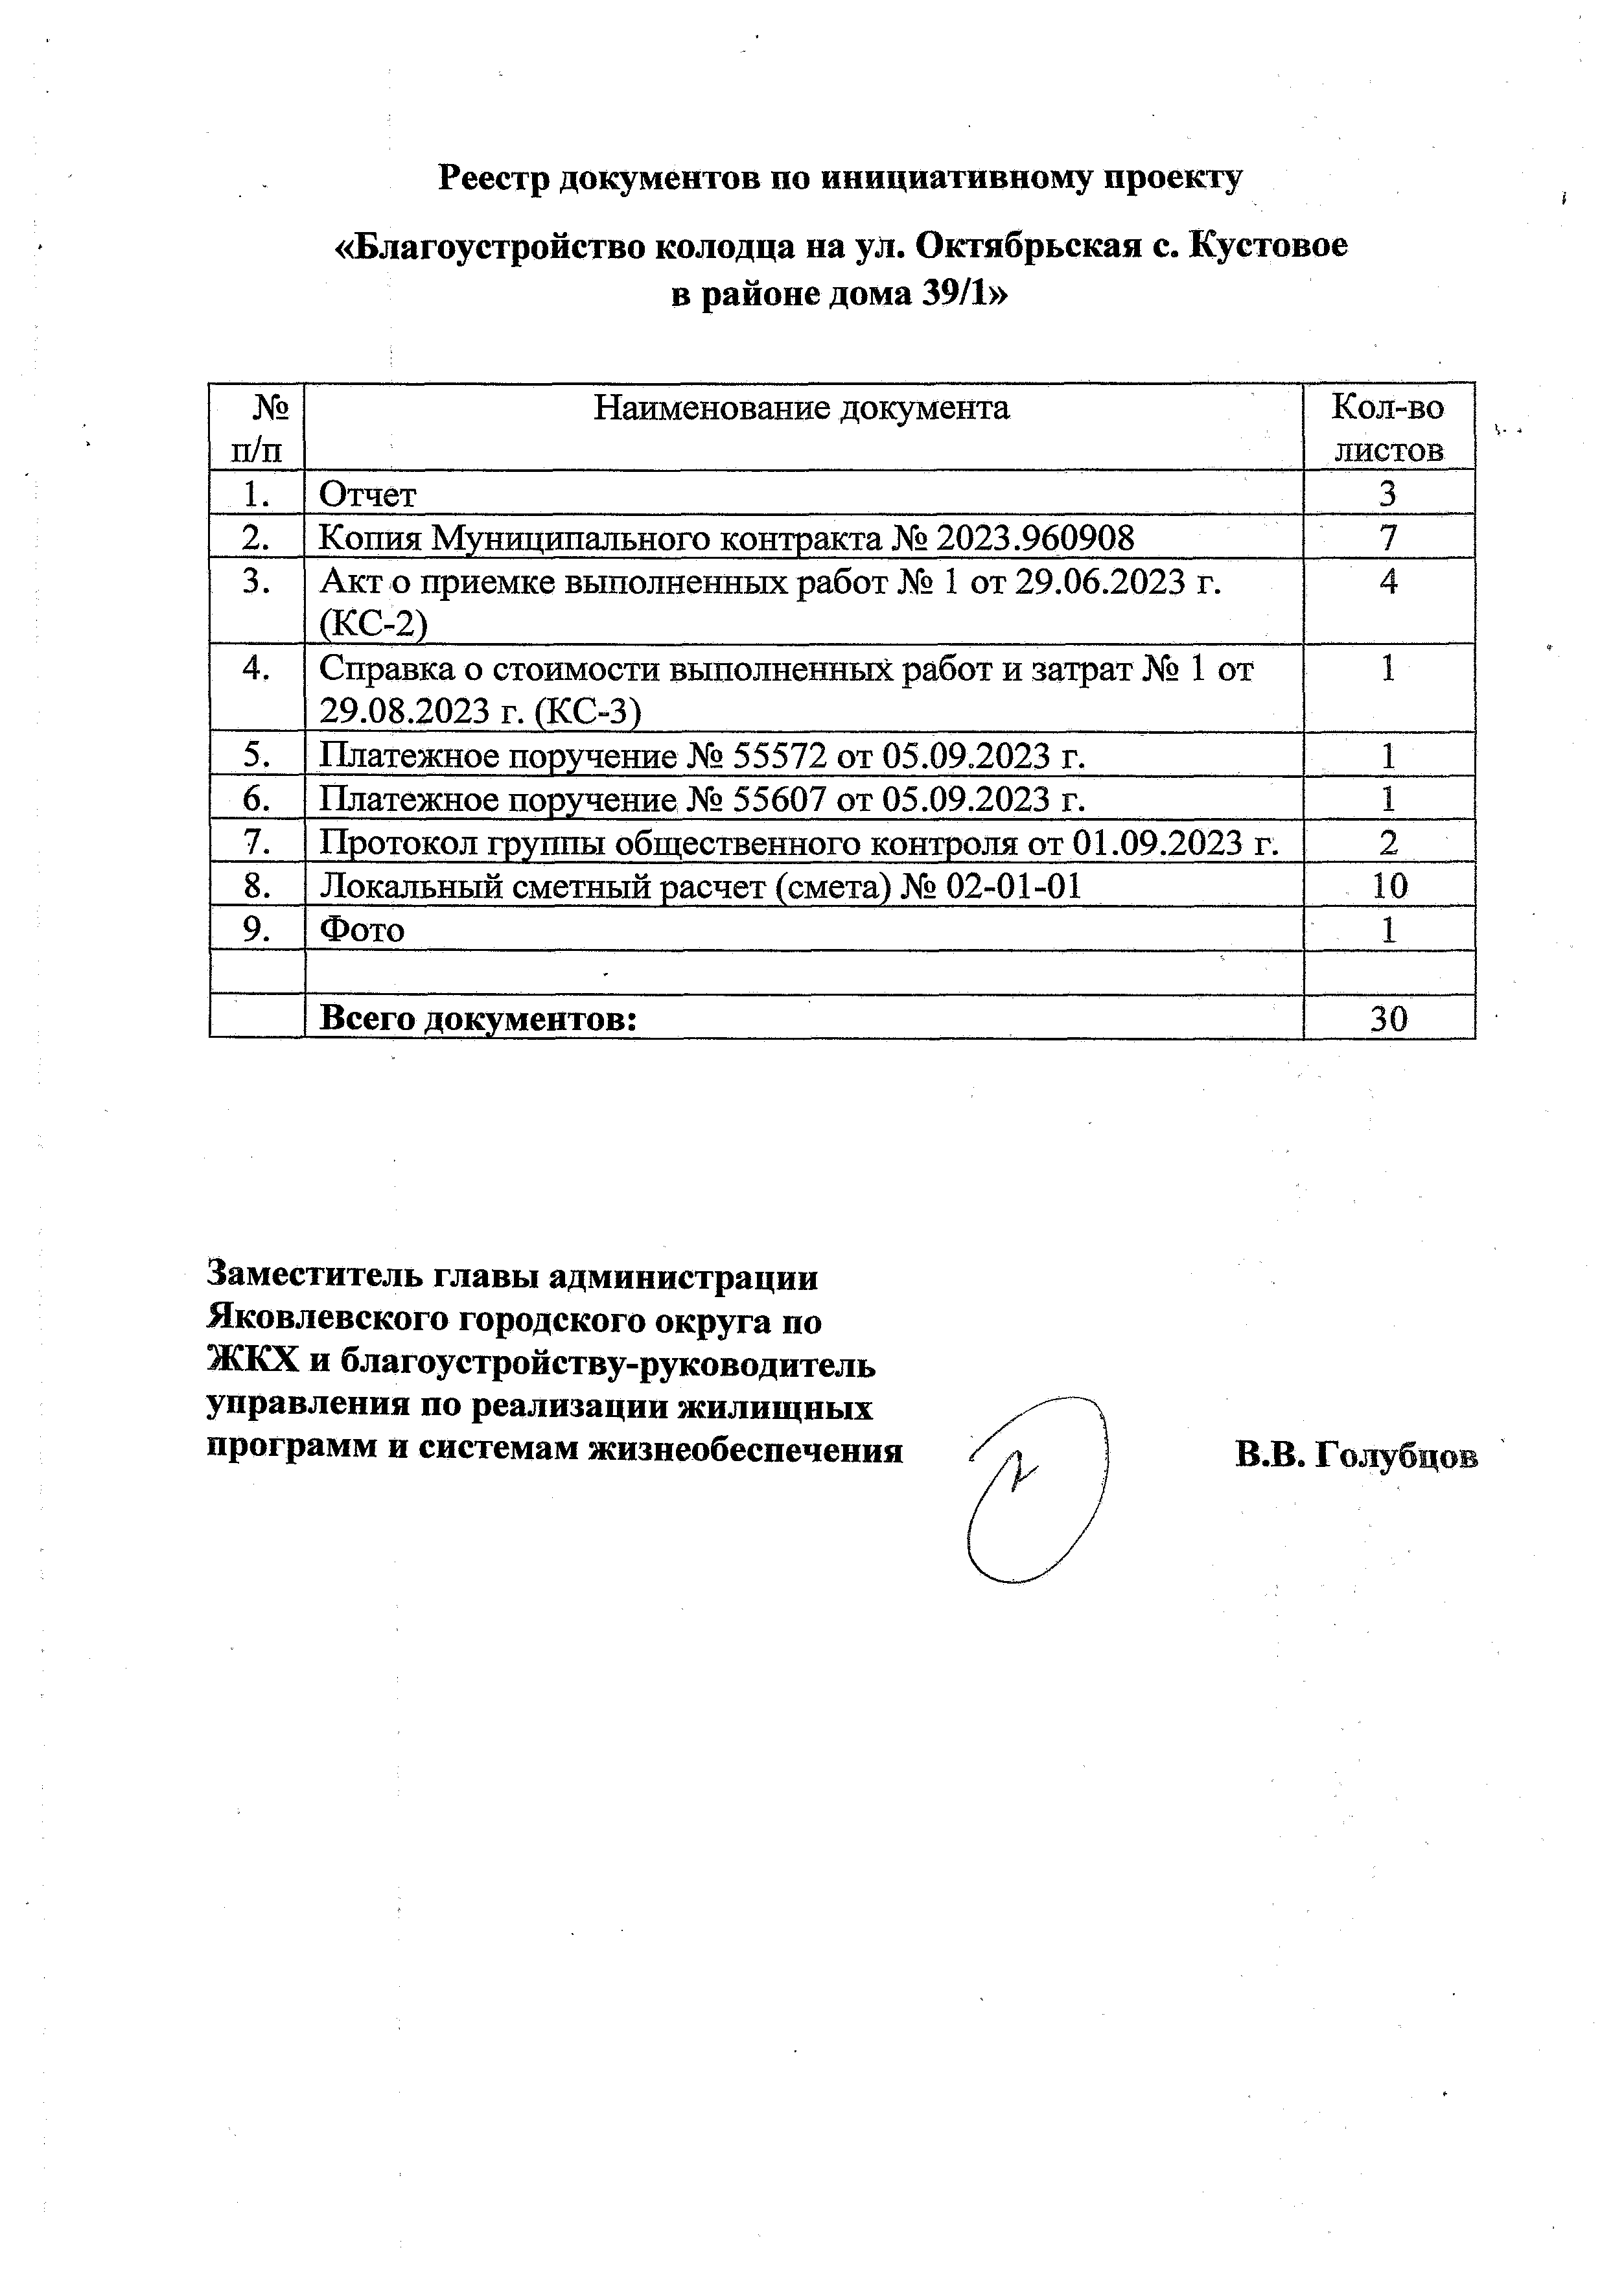 Реестр документов по инициативному проекту
«Благоустройство колодца на ул. Октябрьская с. Кустовое
в районе дома 39/1»
№ п/п Наименование документа Кол-во листов
1. Отчет 3
2. Копия Муниципального контракта № 2023.960908 7
3. Акт о приемке выполненных работ № 1 от 29.06.2023 г. 4
(КС-2)
4. Справка о стоимости выполненных работ и затрат № 1 от 1
29.08.2023 г. (КС-3)
5. Платежное поручение № 55572 от 05.09.2023 г. 1
6. Платежное поручение № 55607 от 05.09.2023 г. 1
7. Протокол группы общественного контроля от 01.09.2023 г. 2
8. Локальный сметный расчет (смета) № 02-01-01 10
9. Фото 1
Всего документов: 30
Заместитель главы администрации
Яковлевского городского округа по
ЖКХ и благоустройству-руководитель
управления по реализации жилищных
программ и системам жизнеобеспечения В.В. Голубцов